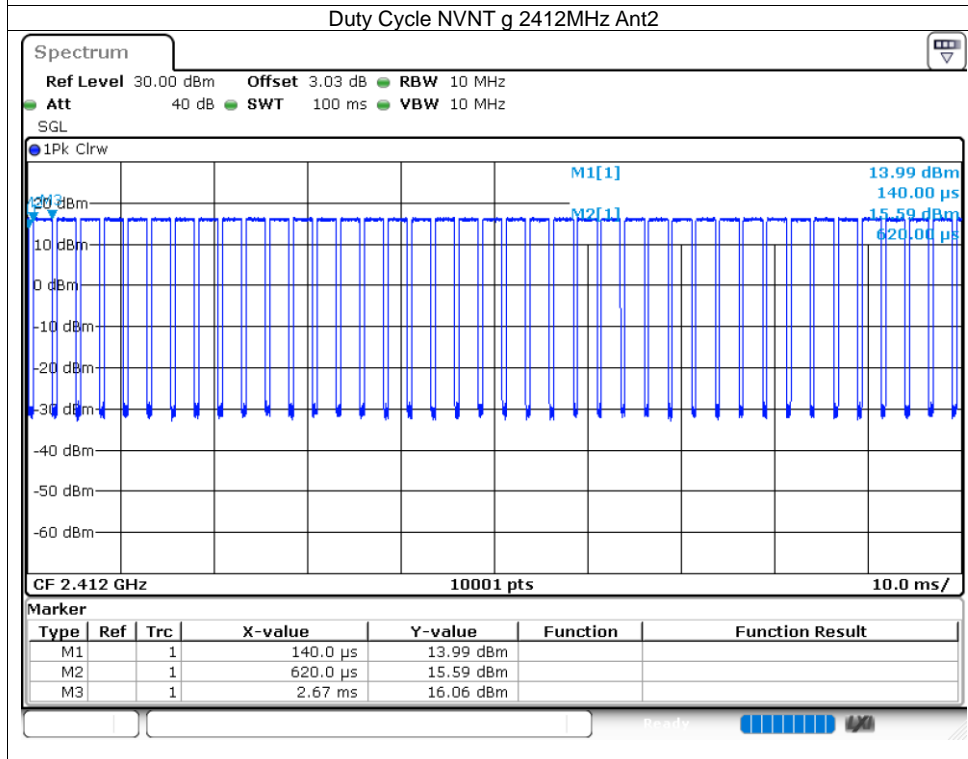 Duty Cycle NVNT g 2412MHz Ant2
Spectrum
Ref Level 30.00 dBm Offset 3.03 dB RBW 10 MHz
Att 40 dB SWT 100 ms VBW 10 MHz
SGL
1Pk Clrw
M1[1] 13.99 dBm
140.00 µs
M3
20 dBm
M2[1] 15.59 dBm
620.00 µs
10 dBm
0 dBm
-10 dBm
-20 dBm
-30 dBm
-40 dBm
-50 dBm
-60 dBm
CF 2.412 GHz 10001 pts 10.0 ms/
Marker
Type Ref Trc X-value Y-value Function Function Result
M1 1 140.0 µs 13.99 dBm
M2 1 620.0 µs 15.59 dBm
M3 1 2.67 ms 16.06 dBm
Ready LXI